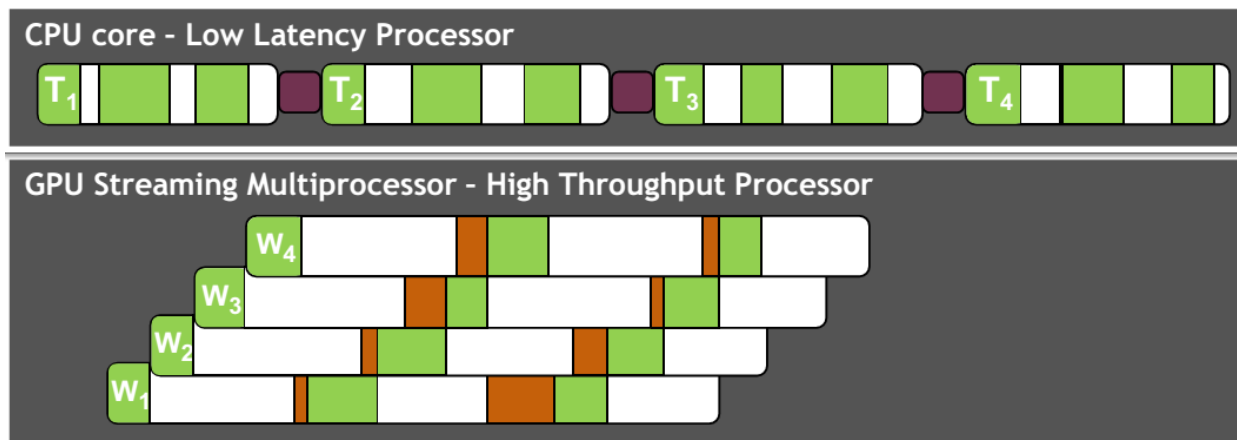 CPU core – Low Latency Processor
T1 T2 T3 T4
GPU Streaming Multiprocessor – High Throughput Processor
W4
W3
W2
W1